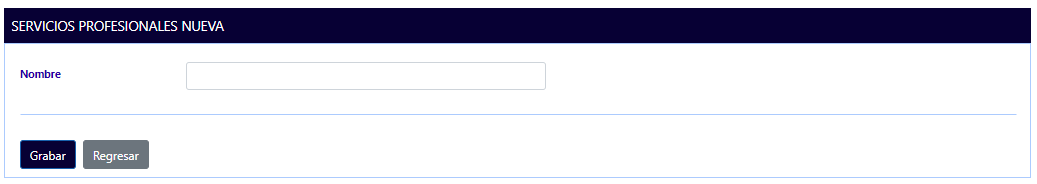 SERVICIOS PROFESIONALES NUEVA
Nombre
Grabar Regresar